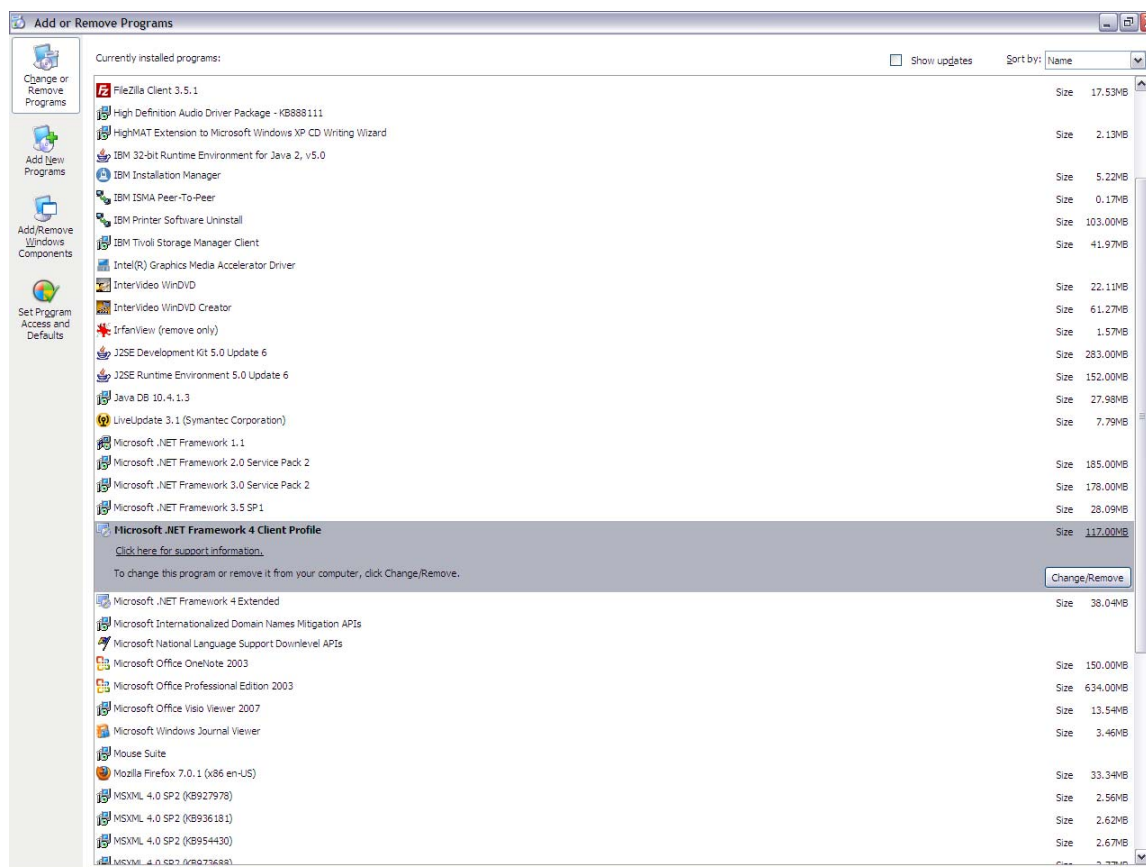 Add or Remove Programs
Change or
Remove
Programs
Add New
Programs
Add/Remove
Windows
Components
Set Program
Access and
Defaults
Currently installed programs:
Show updates
Sort by: Name
FileZilla Client 3.5.1 Size 17.53MB
High Definition Audio Driver Package - KB888111
HighMAT Extension to Microsoft Windows XP CD Writing Wizard Size 2.13MB
IBM 32-bit Runtime Environment for Java 2, v5.0
IBM Installation Manager Size 5.22MB
IBM ISMA Peer-To-Peer Size 0.17MB
IBM Printer Software Uninstall Size 103.00MB
IBM Tivoli Storage Manager Client Size 41.97MB
Intel(R) Graphics Media Accelerator Driver
InterVideo WinDVD Size 22.11MB
InterVideo WinDVD Creator Size 61.27MB
IrfanView (remove only) Size 1.57MB
J2SE Development Kit 5.0 Update 6 Size 283.00MB
J2SE Runtime Environment 5.0 Update 6 Size 152.00MB
Java DB 10.4.1.3 Size 27.98MB
LiveUpdate 3.1 (Symantec Corporation) Size 7.79MB
Microsoft .NET Framework 1.1
Microsoft .NET Framework 2.0 Service Pack 2 Size 185.00MB
Microsoft .NET Framework 3.0 Service Pack 2 Size 178.00MB
Microsoft .NET Framework 3.5 SP1 Size 28.09MB
Microsoft .NET Framework 4 Client Profile Size 117.00MB
Click here for support information.
To change this program or remove it from your computer, click Change/Remove. Change/Remove
Microsoft .NET Framework 4 Extended Size 38.04MB
Microsoft Internationalized Domain Names Mitigation APIs
Microsoft National Language Support Downlevel APIs
Microsoft Office OneNote 2003 Size 150.00MB
Microsoft Office Professional Edition 2003 Size 634.00MB
Microsoft Office Visio Viewer 2007 Size 13.54MB
Microsoft Windows Journal Viewer Size 3.46MB
Mouse Suite
Mozilla Firefox 7.0.1 (x86 en-US) Size 33.34MB
MSXML 4.0 SP2 (KB927978) Size 2.56MB
MSXML 4.0 SP2 (KB936181) Size 2.62MB
MSXML 4.0 SP2 (KB954430) Size 2.67MB
MSXML 4.0 SP2 (KB973688) Size